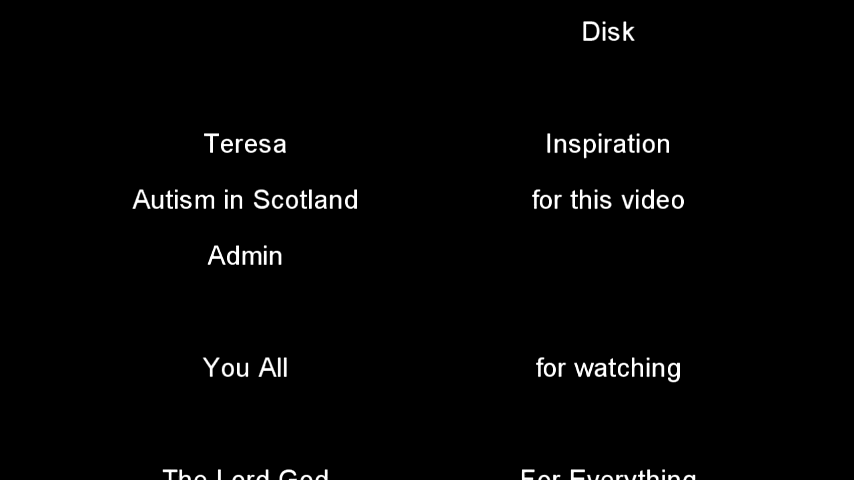 Disk
Teresa Inspiration
Autism in Scotland for this video
Admin
You All for watching
The Lord God For Everything